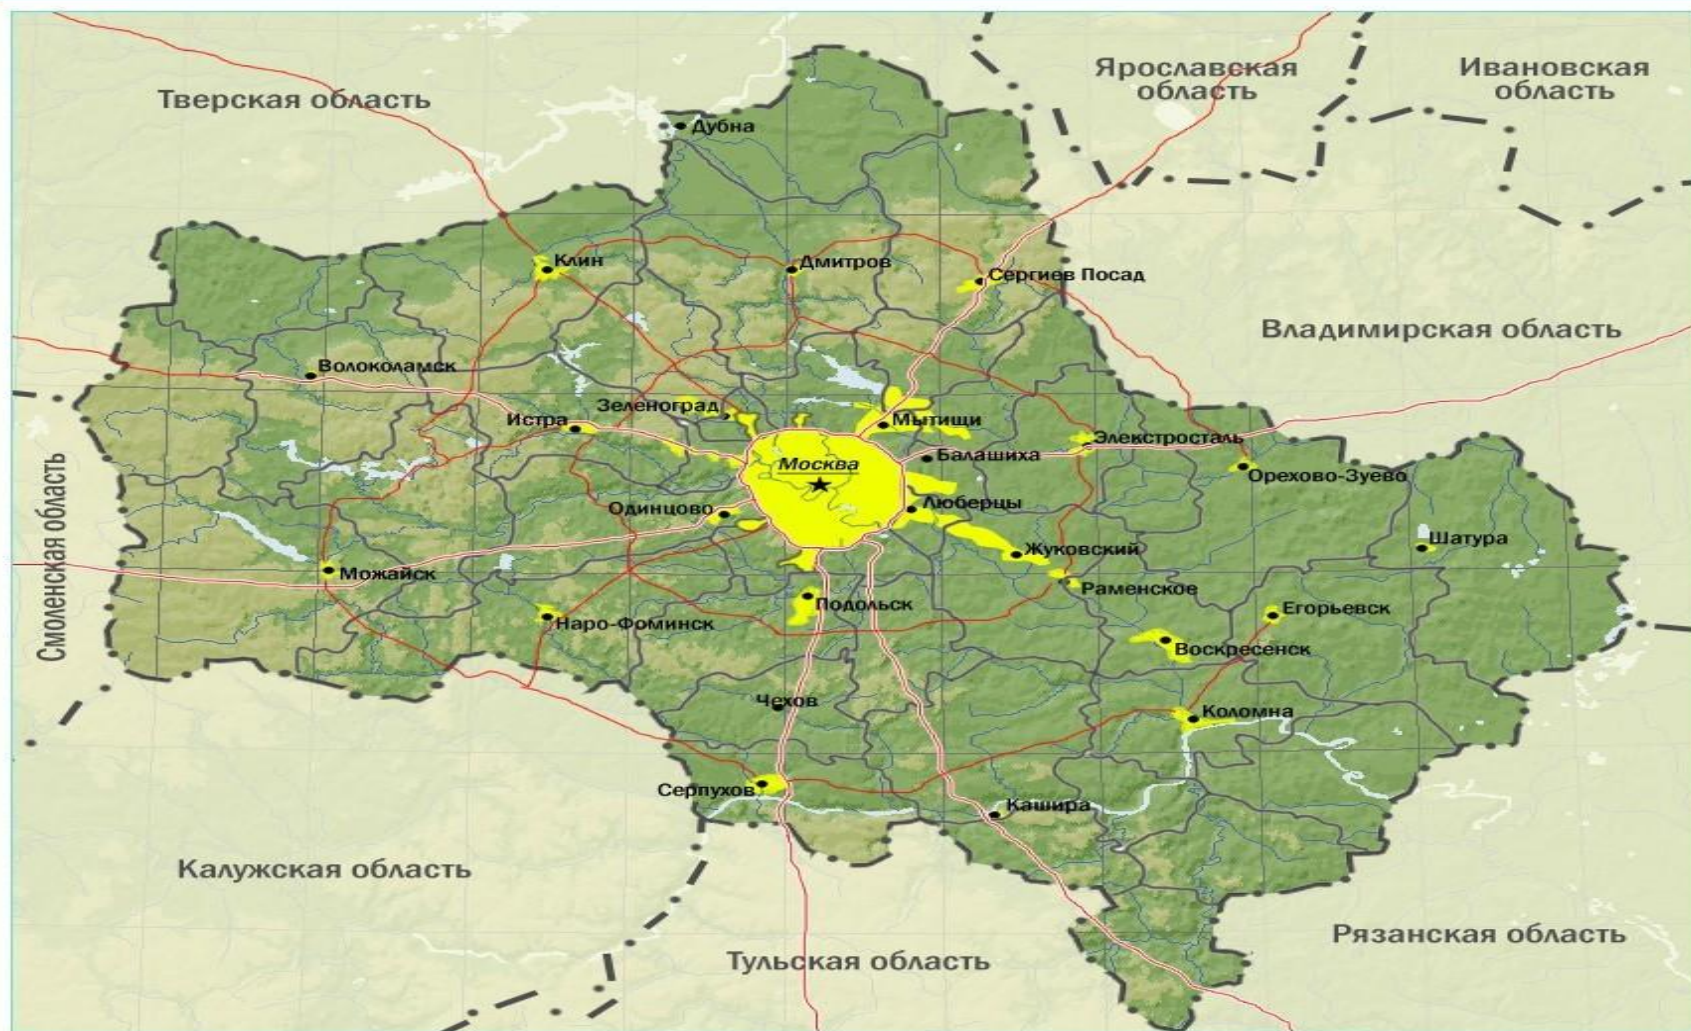 Ярославская
область
Ивановская
область
Тверская область
Дубна
Клин
Дмитров
Сергиев Посад
Владимирская область
Волоколамск
Зеленоград
Истра
Мытищи
Элекстросталь
Москва
Балашиха
Орехово-Зуево
Одинцово
Люберцы
Смоленская область
Можайск
Жуковский
Шатура
Раменское
Подольск
Егорьевск
Наро-Фоминск
Воскресенск
Чехов
Коломна
Серпухов
Кашира
Калужская область
Рязанская область
Тульская область